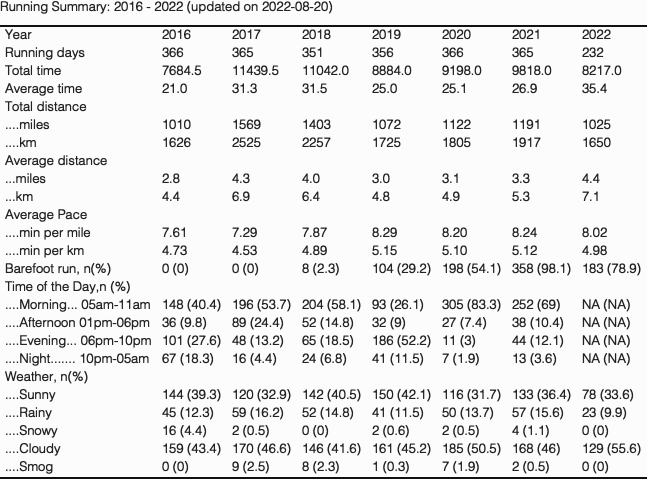 Running Summary: 2016 - 2022 (updated on 2022-08-20)
Year 2016 2017 2018 2019 2020 2021 2022
Running days 366 365 351 356 366 365 232
Total time 7684.5 11439.5 11042.0 8884.0 9198.0 9818.0 8217.0
Average time 21.0 31.3 31.5 25.0 25.1 26.9 35.4
Total distance
....miles 1010 1569 1403 1072 1122 1191 1025
....km 1626 2525 2257 1725 1805 1917 1650
Average distance
...miles 2.8 4.3 4.0 3.0 3.1 3.3 4.4
...km 4.4 6.9 6.4 4.8 4.9 5.3 7.1
Average Pace
....min per mile 7.61 7.29 7.87 8.29 8.20 8.24 8.02
....min per km 4.73 4.53 4.89 5.15 5.10 5.12 4.98
Barefoot run, n(%) 0 (0) 0 (0) 8 (2.3) 104 (29.2) 198 (54.1) 358 (98.1) 183 (78.9)
Time of the Day,n (%)
....Morning... 05am-11am 148 (40.4) 196 (53.7) 204 (58.1) 93 (26.1) 305 (83.3) 252 (69) NA (NA)
....Afternoon 01pm-06pm 36 (9.8) 89 (24.4) 52 (14.8) 32 (9) 27 (7.4) 38 (10.4) NA (NA)
....Evening... 06pm-10pm 101 (27.6) 48 (13.2) 65 (18.5) 186 (52.2) 11 (3) 44 (12.1) NA (NA)
....Night....... 10pm-05am 67 (18.3) 16 (4.4) 24 (6.8) 41 (11.5) 7 (1.9) 13 (3.6) NA (NA)
Weather, n(%)
....Sunny 144 (39.3) 120 (32.9) 142 (40.5) 150 (42.1) 116 (31.7) 133 (36.4) 78 (33.6)
....Rainy 45 (12.3) 59 (16.2) 52 (14.8) 41 (11.5) 50 (13.7) 57 (15.6) 23 (9.9)
....Snowy 16 (4.4) 2 (0.5) 0 (0) 2 (0.6) 2 (0.5) 4 (1.1) 0 (0)
....Cloudy 159 (43.4) 170 (46.6) 146 (41.6) 161 (45.2) 185 (50.5) 168 (46) 129 (55.6)
....Smog 0 (0) 9 (2.5) 8 (2.3) 1 (0.3) 7 (1.9) 2 (0.5) 0 (0)